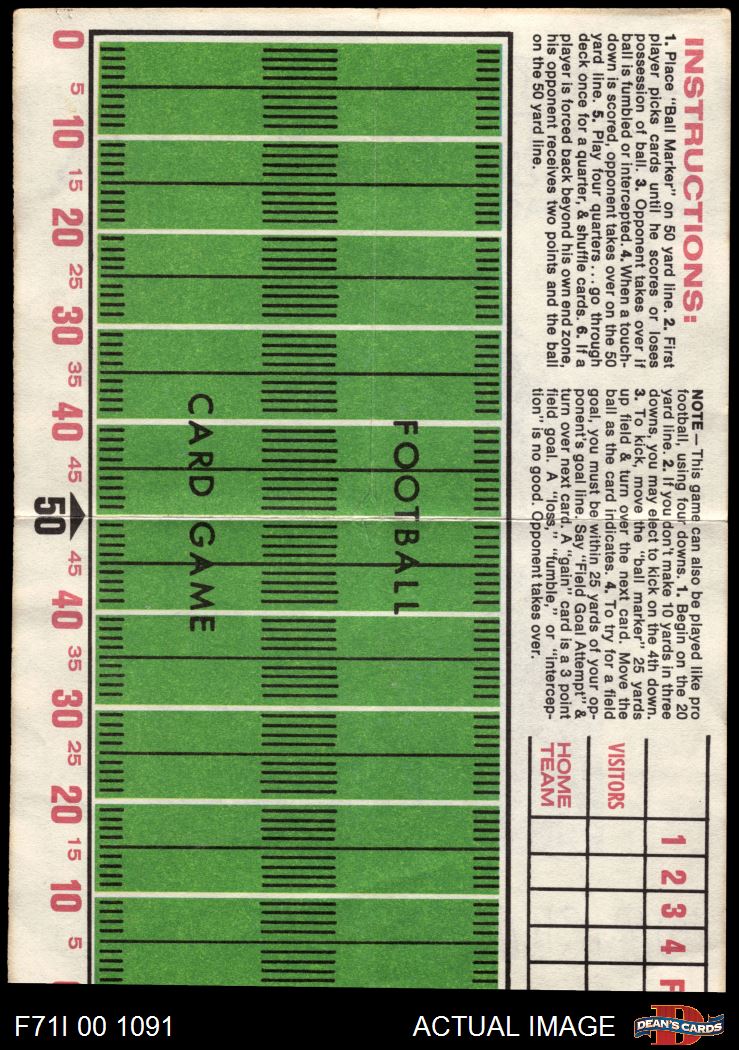 INSTRUCTIONS:
1. Place "Ball Marker" on 50 yard line. 2. First
player picks cards until he scores or loses
possession of ball. 3. Opponent takes over if
ball is fumbled or intercepted. 4. When a touch-
down is scored, opponent takes over on the 50
yard line. 5. Play four quarters... go through
deck once for a quarter, & shuffle cards. 6. If a
player is forced back beyond his own end zone,
his opponent receives two points and the ball
on the 50 yard line.
NOTE— This game can also be played like pro
football, using four downs. 1. Begin on the 20
yard line. 2. If you don't make 10 yards in three
downs, you may elect to kick on the 4th down.
3. To kick, move the "ball marker" 25 yards
up field & turn over the next card. Move the
ball as the card indicates. 4. To try for a field
goal, you must be within 25 yards of your op-
ponent's goal line. Say "Field Goal Attempt" &
turn over next card. A "gain" card is a 3 point
field goal. A "loss," "fumble," or "intercep-
tion" is no good. Opponent takes over.
1 2 3 4 F
VISITORS
HOME
TEAM
FOOTBALL
CARD GAME
0 5 10 15 20 25 30 35 40 45 50 45 40 35 30 25 20 15 10 5 0
F71I 00 1091
ACTUAL IMAGE
D
DEAN'S CARDS